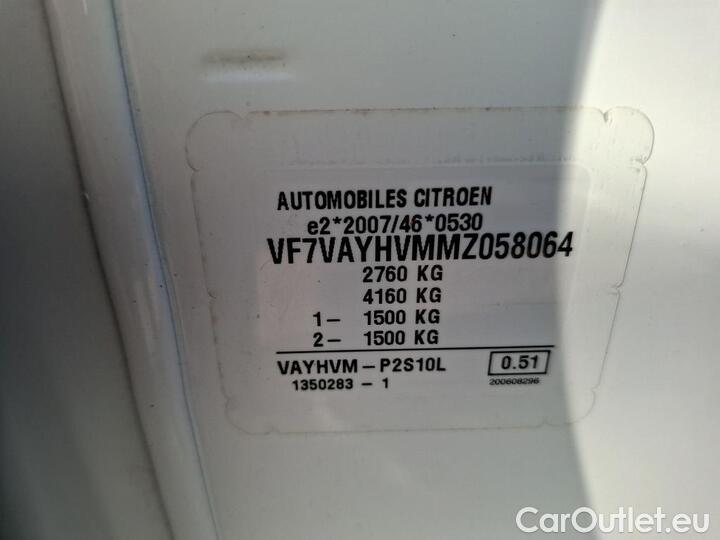 AUTOMOBILES CITROEN
e2*2007/46*0530
VF7VAYHVMMZ058064
2760 KG
4160 KG
1- 1500 KG
2- 1500 KG
VAYHVM-P2S10L 0.51
1350283-1 200608296
CarOutlet.eu